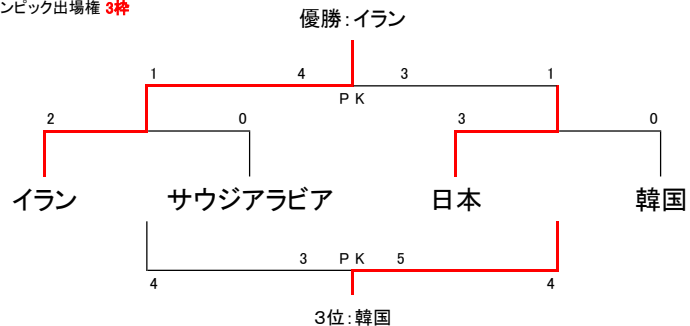 ンピック出場権 3枠
優勝：イラン
1 4 3 1
ＰＫ
2 0 3 0
イラン サウジアラビア 日本 韓国
3 ＰＫ 5
4 4
３位：韓国